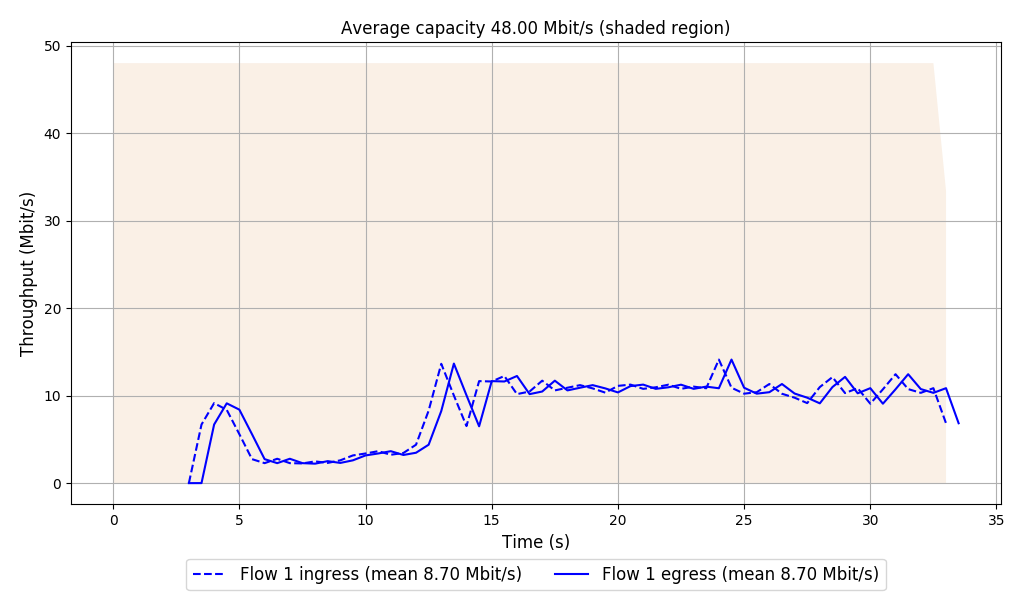 Average capacity 48.00 Mbit/s (shaded region)
50
40
30
20
10
0
Throughput (Mbit/s)
0 5 10 15 20 25 30 35
Time (s)
Flow 1 ingress (mean 8.70 Mbit/s) Flow 1 egress (mean 8.70 Mbit/s)